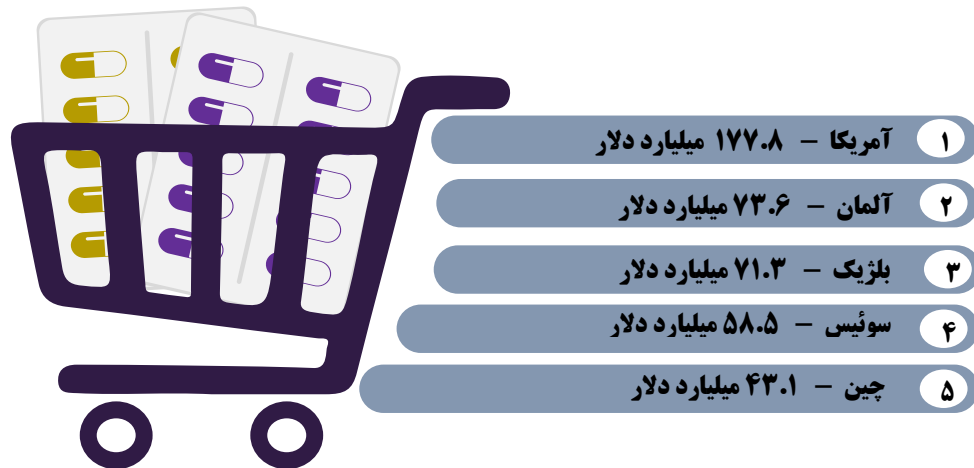 ۱ آمریکا – ۱۷۷.۸ میلیارد دلار
۲ آلمان – ۷۳.۶ میلیارد دلار
۳ بلژیک – ۷۱.۳ میلیارد دلار
۴ سوئیس – ۵۸.۵ میلیارد دلار
۵ چین – ۴۳.۱ میلیارد دلار